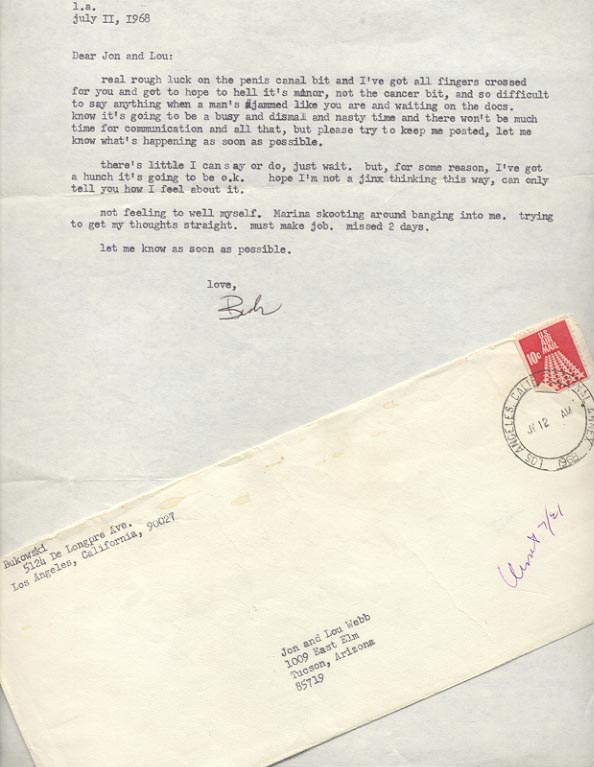 l.a.
july II, 1968
Dear Jon and Lou:
real rough luck on the penis canal bit and I've got all fingers crossed
for you and got to hope to hell it's minor, not the cancer bit, and so difficult
to say anything when a man's jammed like you are and waiting on the docs.
know it's going to be a busy and dismal and nasty time and there won't be much
time for communication and all that, but please try to keep me posted, let me
know what's happening as soon as possible.
there's little I can say or do, just wait. but, for some reason, I've got
a hunch it's going to be o.k. hope I'm not a jinx thinking this way, can only
tell you how I feel about it.
not feeling to well myself. Marina skooting around banging into me. trying
to get my thoughts straight. must make job. missed 2 days.
let me know as soon as possible.
love,
Buk
U.S.
AIR
MAIL
10c
LOS ANGELES, CALIF
JY 12 AM
1968
Bukowski
5124 De Longpre Ave.
Los Angeles, California, 90027
7/21
Jon and Lou Webb
1009 East Elm
Tucson, Arizona
85719